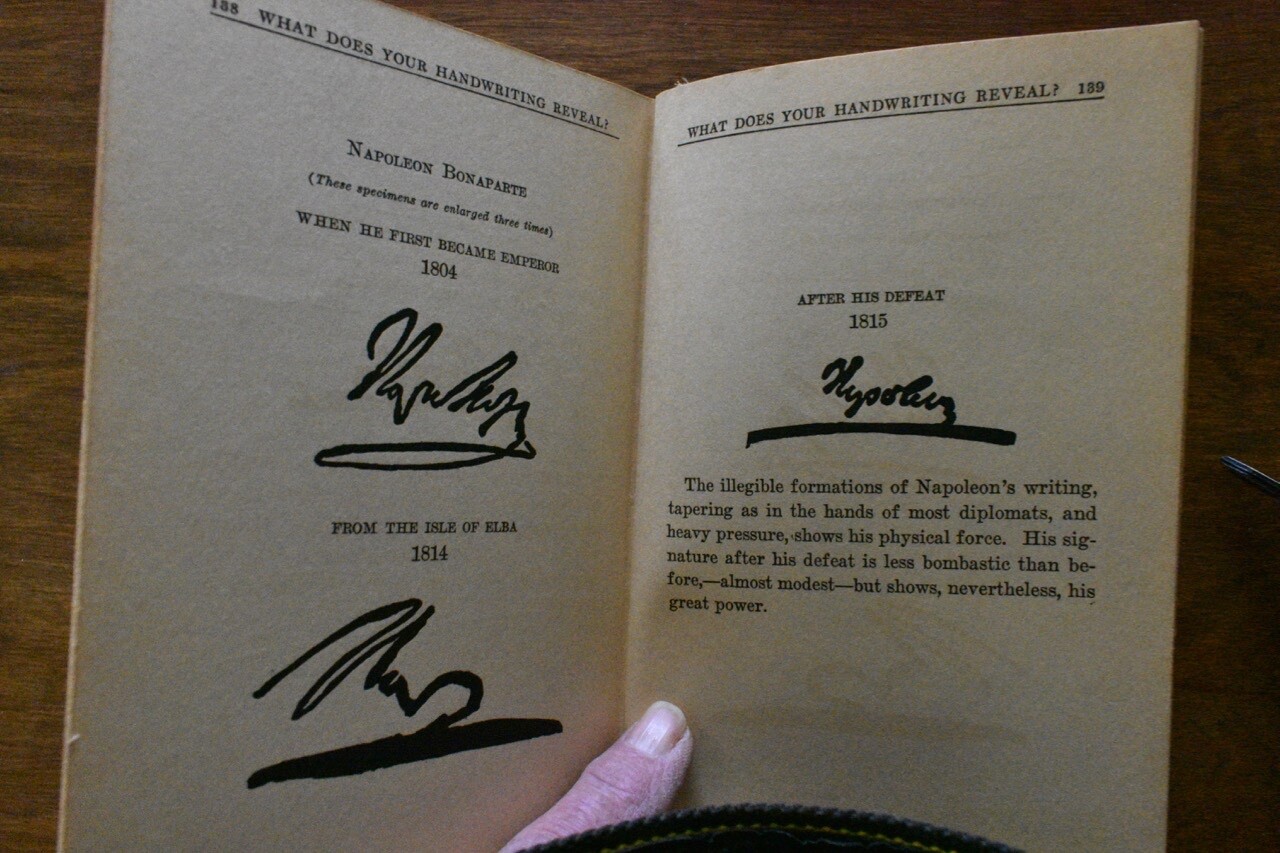 138 WHAT DOES YOUR HANDWRITING REVEAL?
NAPOLEON BONAPARTE
(These specimens are enlarged three times)
WHEN HE FIRST BECAME EMPEROR
1804
FROM THE ISLE OF ELBA
1814
WHAT DOES YOUR HANDWRITING REVEAL? 139
AFTER HIS DEFEAT
1815
The illegible formations of Napoleon's writing,
tapering as in the hands of most diplomats, and
heavy pressure, shows his physical force. His sig-
nature after his defeat is less bombastic than be-
fore,—almost modest—but shows, nevertheless, his
great power.